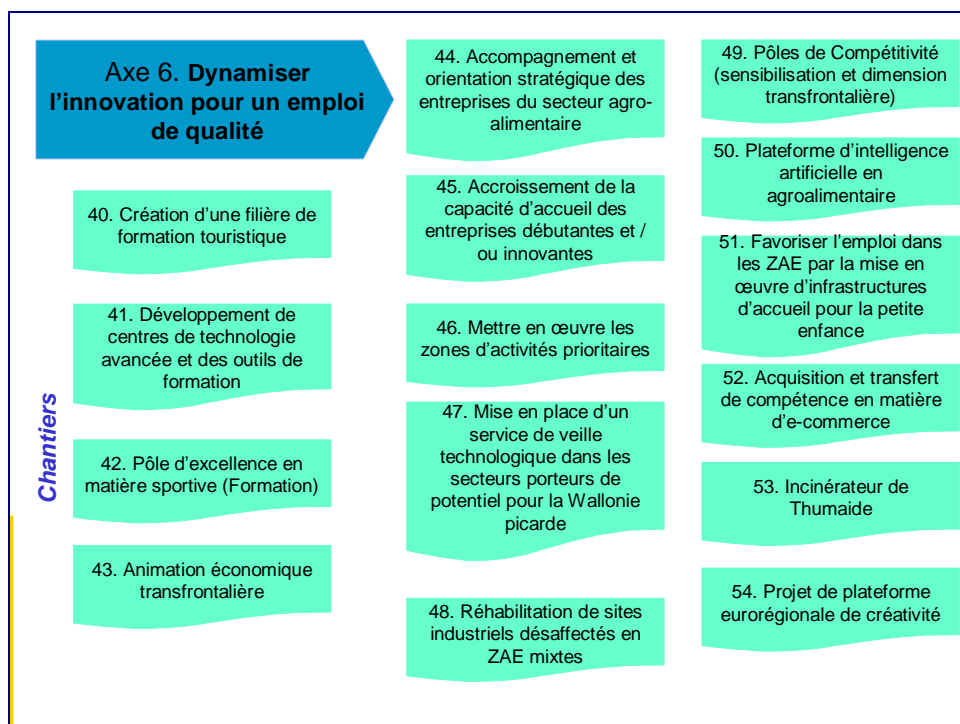 Axe 6. Dynamiser
l'innovation pour un emploi
de qualité
Chantiers
40. Création d'une filière de
formation touristique
41. Développement de
centres de technologie
avancée et des outils de
formation
42. Pôle d'excellence en
matière sportive (Formation)
43. Animation économique
transfrontalière
44. Accompagnement et
orientation stratégique des
entreprises du secteur agro-
alimentaire
45. Accroissement de la
capacité d'accueil des
entreprises débutantes et /
ou innovantes
46. Mettre en œuvre les
zones d'activités prioritaires
47. Mise en place d'un
service de veille
technologique dans les
secteurs porteurs de
potentiel pour la Wallonie
picarde
48. Réhabilitation de sites
industriels désaffectés en
ZAE mixtes
49. Pôles de Compétitivité
(sensibilisation et dimension
transfrontalière)
50. Plateforme d'intelligence
artificielle en
agroalimentaire
51. Favoriser l'emploi dans
les ZAE par la mise en
œuvre d'infrastructures
d'accueil pour la petite
enfance
52. Acquisition et transfert
de compétence en matière
d'e-commerce
53. Incinérateur de
Thumaide
54. Projet de plateforme
eurorégionale de créativité